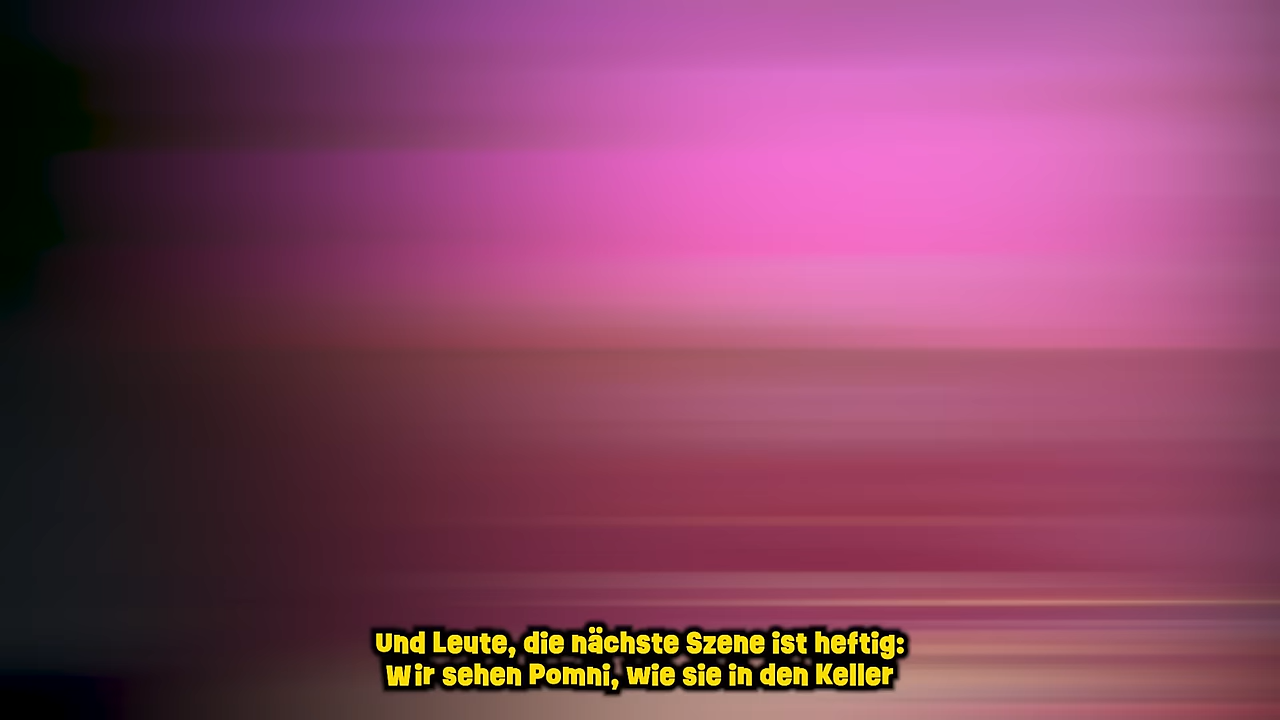 Und Leute, die nächste Szene ist heftig:
Wir sehen Pomni, wie sie in den Keller